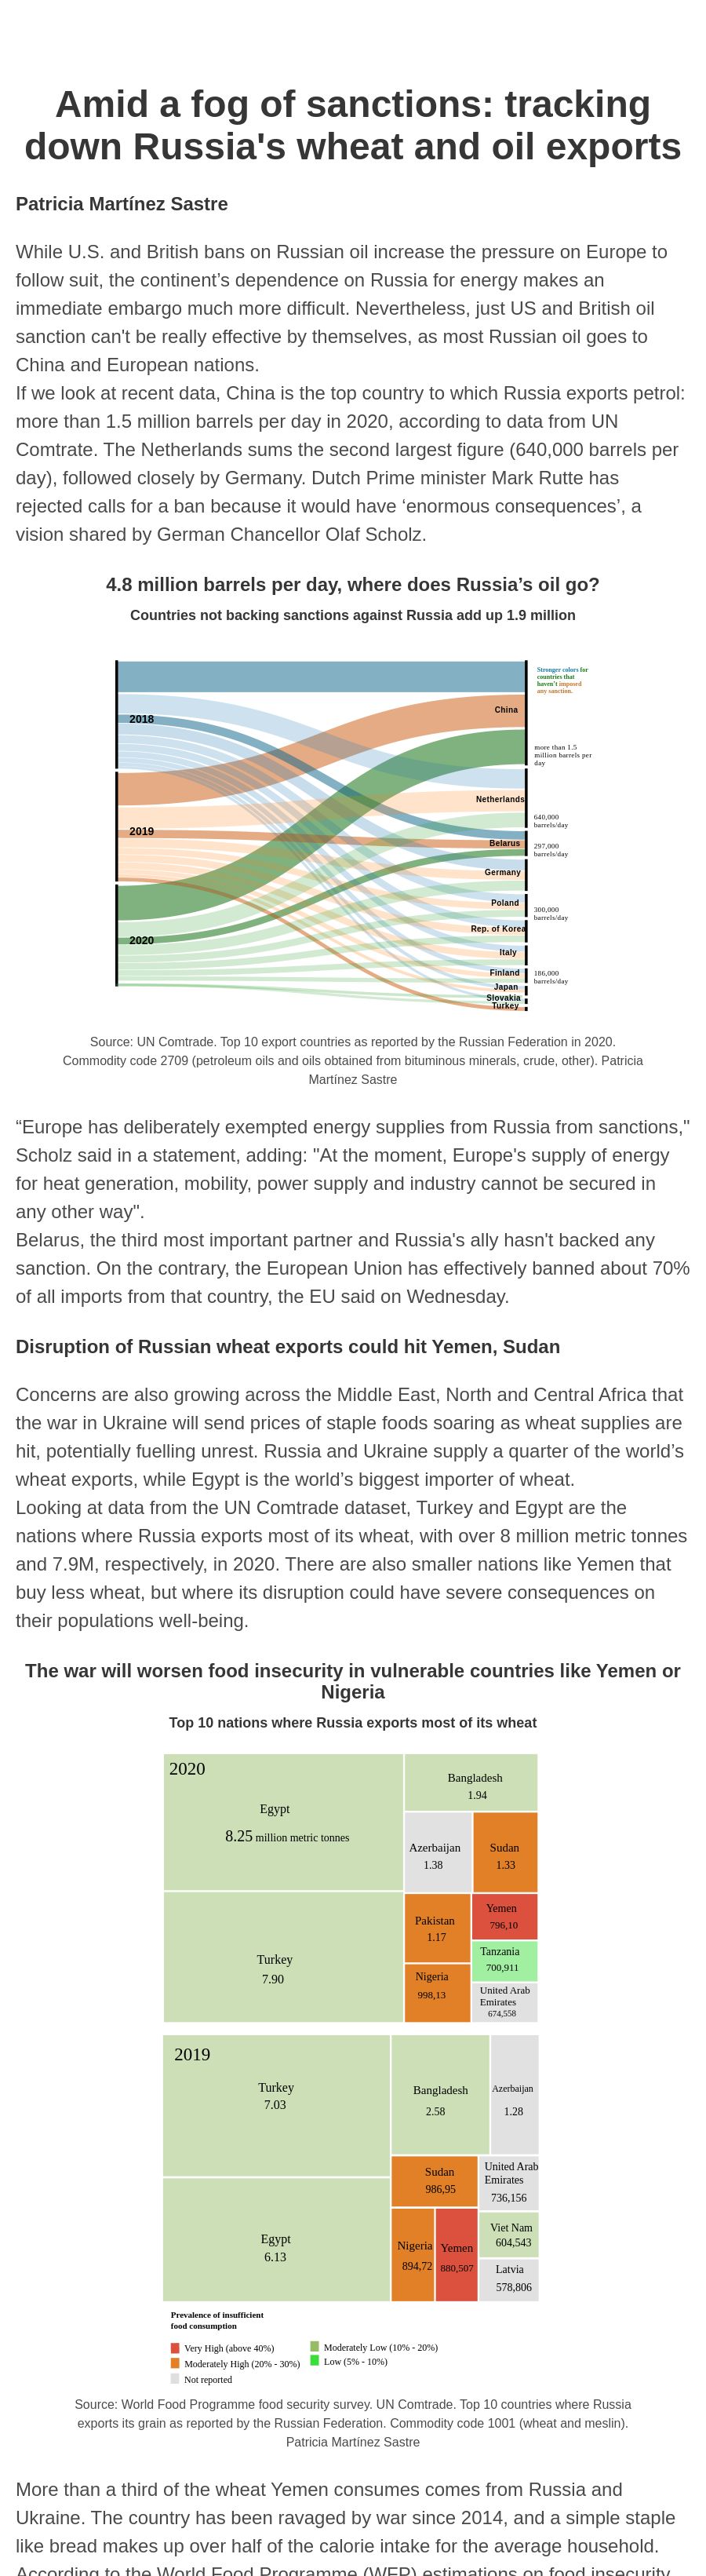 Amid a fog of sanctions: tracking
down Russia's wheat and oil exports
Patricia Martínez Sastre
While U.S. and British bans on Russian oil increase the pressure on Europe to
follow suit, the continent’s dependence on Russia for energy makes an
immediate embargo much more difficult. Nevertheless, just US and British oil
sanction can't be really effective by themselves, as most Russian oil goes to
China and European nations.
If we look at recent data, China is the top country to which Russia exports petrol:
more than 1.5 million barrels per day in 2020, according to data from UN
Comtrate. The Netherlands sums the second largest figure (640,000 barrels per
day), followed closely by Germany. Dutch Prime minister Mark Rutte has
rejected calls for a ban because it would have ‘enormous consequences’, a
vision shared by German Chancellor Olaf Scholz.
4.8 million barrels per day, where does Russia’s oil go?
Countries not backing sanctions against Russia add up 1.9 million
Stronger colors for
countries that
haven't imposed
any sanction.
2018
China
more than 1.5
million barrels per
day
Netherlands
640,000
barrels/day
2019
Belarus
297,000
barrels/day
Germany
Poland
300,000
barrels/day
Rep. of Korea
2020
Italy
Finland
186,000
barrels/day
Japan
Slovakia
Turkey
Source: UN Comtrade. Top 10 export countries as reported by the Russian Federation in 2020.
Commodity code 2709 (petroleum oils and oils obtained from bituminous minerals, crude, other). Patricia
Martínez Sastre
“Europe has deliberately exempted energy supplies from Russia from sanctions,"
Scholz said in a statement, adding: "At the moment, Europe's supply of energy
for heat generation, mobility, power supply and industry cannot be secured in
any other way".
Belarus, the third most important partner and Russia's ally hasn't backed any
sanction. On the contrary, the European Union has effectively banned about 70%
of all imports from that country, the EU said on Wednesday.
Disruption of Russian wheat exports could hit Yemen, Sudan
Concerns are also growing across the Middle East, North and Central Africa that
the war in Ukraine will send prices of staple foods soaring as wheat supplies are
hit, potentially fuelling unrest. Russia and Ukraine supply a quarter of the world’s
wheat exports, while Egypt is the world’s biggest importer of wheat.
Looking at data from the UN Comtrade dataset, Turkey and Egypt are the
nations where Russia exports most of its wheat, with over 8 million metric tonnes
and 7.9M, respectively, in 2020. There are also smaller nations like Yemen that
buy less wheat, but where its disruption could have severe consequences on
their populations well-being.
The war will worsen food insecurity in vulnerable countries like Yemen or
Nigeria
Top 10 nations where Russia exports most of its wheat
2020
Egypt
8.25 million metric tonnes
Bangladesh
1.94
Azerbaijan
1.38
Sudan
1.33
Turkey
7.90
Pakistan
1.17
Yemen
796,10
Nigeria
998,13
Tanzania
700,911
United Arab
Emirates
674,558
2019
Turkey
7.03
Bangladesh
2.58
Azerbaijan
1.28
Egypt
6.13
Sudan
986,95
United Arab
Emirates
736,156
Nigeria
894,72
Yemen
880,507
Viet Nam
604,543
Latvia
578,806
Prevalence of insufficient
food consumption
Very High (above 40%)
Moderately High (20% - 30%)
Not reported
Moderately Low (10% - 20%)
Low (5% - 10%)
Source: World Food Programme food security survey. UN Comtrade. Top 10 countries where Russia
exports its grain as reported by the Russian Federation. Commodity code 1001 (wheat and meslin).
Patricia Martínez Sastre
More than a third of the wheat Yemen consumes comes from Russia and
Ukraine. The country has been ravaged by war since 2014, and a simple staple
like bread makes up over half of the calorie intake for the average household.
According to the World Food Programme (WFP) estimations on food insecurity